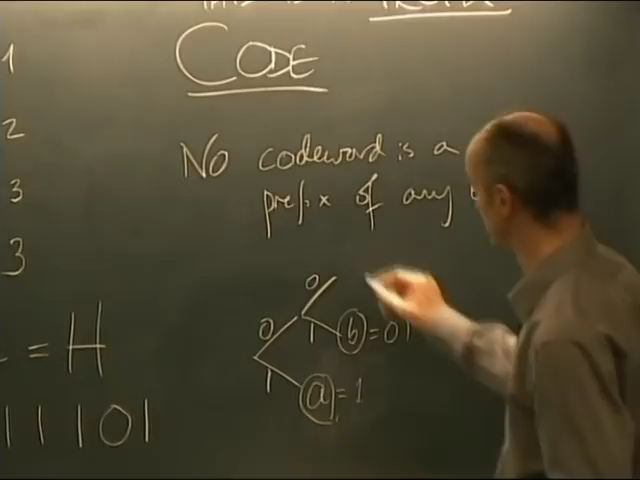 1
2
3
3
CODE
NO codeword is a
prefix of any
0
0
1
b = 01
1
a = 1
= H
11101